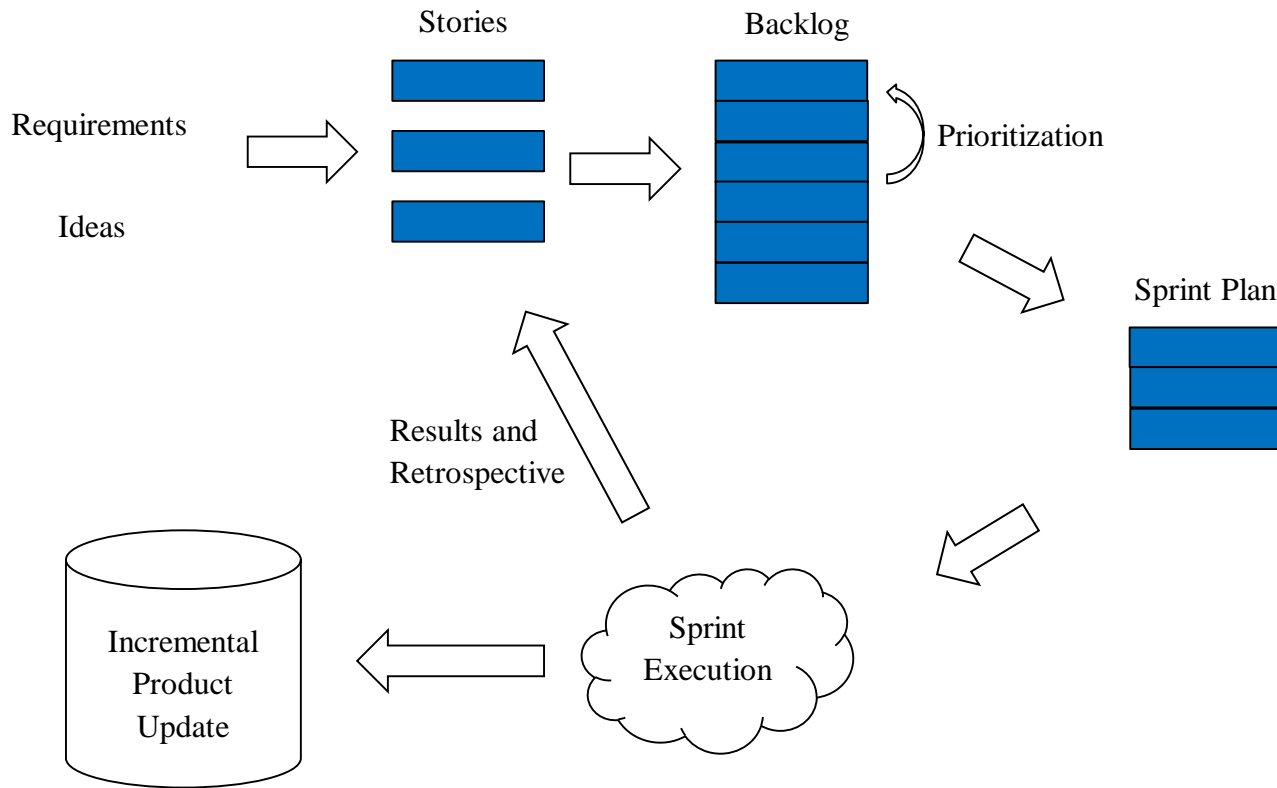 Stories
Backlog
Requirements
Prioritization
Ideas
Sprint Plan
Results and
Retrospective
Sprint
Execution
Incremental
Product
Update